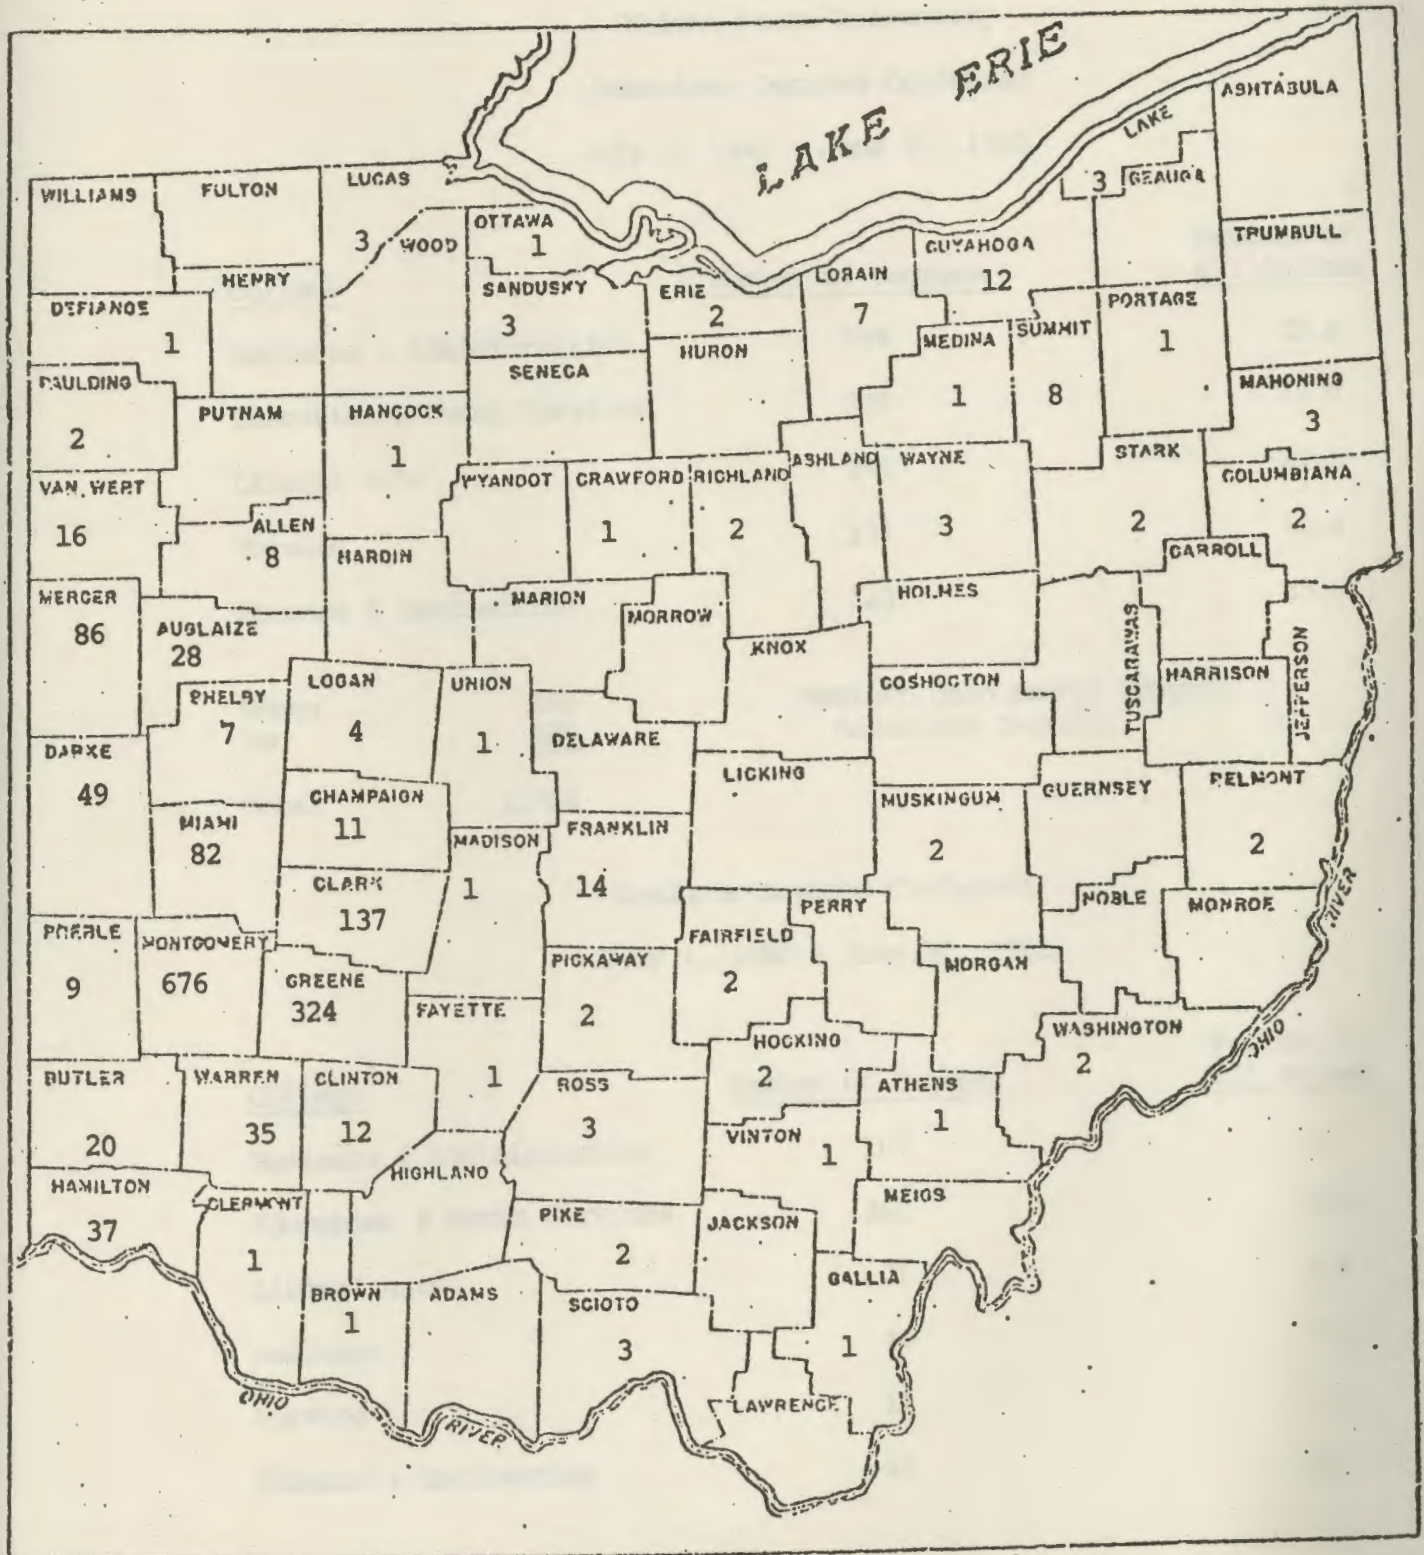 LAKE ERIE
ASHTABULA
LAKE
3
GEAUGA
WILLIAMS
FULTON
LUCAS
3
WOOD
OTTAWA
1
CUYAHOGA
12
TRUMBULL
HENRY
SANDUSKY
3
ERIE
2
LORAIN
7
PORTAGE
1
DEFIANCE
1
MEDINA
1
SUMMIT
8
HURON
SENECA
MAHONING
3
PAULDING
2
PUTNAM
HANCOCK
1
ASHLAND
WAYNE
3
STARK
2
COLUMBIANA
2
VAN WERT
16
WYANDOT
CRAWFORD
1
RICHLAND
2
ALLEN
8
HARDIN
CARROLL
MERCER
86
MARION
MORROW
HOLMES
AUGLAIZE
28
KNOX
TUSCARAWAS
JEFFERSON
SHELBY
7
LOGAN
4
UNION
1
COSHOCTON
HARRISON
DARKE
49
DELAWARE
LICKING
GUERNSEY
BELMONT
2
CHAMPAIGN
11
MUSKINGUM
2
MIAMI
82
MADISON
1
FRANKLIN
14
CLARK
137
PERRY
NOBLE
MONROE
RIVER
PREBLE
9
MONTGOMERY
676
FAIRFIELD
2
GREENE
324
PICKAWAY
2
MORGAN
FAYETTE
1
WASHINGTON
2
OHIO
HOCKING
2
BUTLER
20
WARREN
35
CLINTON
12
ROSS
3
ATHENS
1
VINTON
1
HIGHLAND
HAMILTON
37
CLERMONT
1
MEIGS
PIKE
2
JACKSON
GALLIA
1
BROWN
1
ADAMS
SCIOTO
3
LAWRENCE
OHIO
RIVER